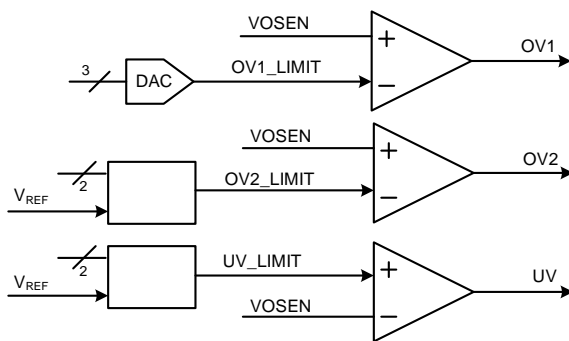 VOSEN
+
OV1
3
DAC
OV1_LIMIT
−
VOSEN
+
OV2
2
VREF
OV2_LIMIT
−
2
VREF
UV_LIMIT
+
UV
VOSEN
−